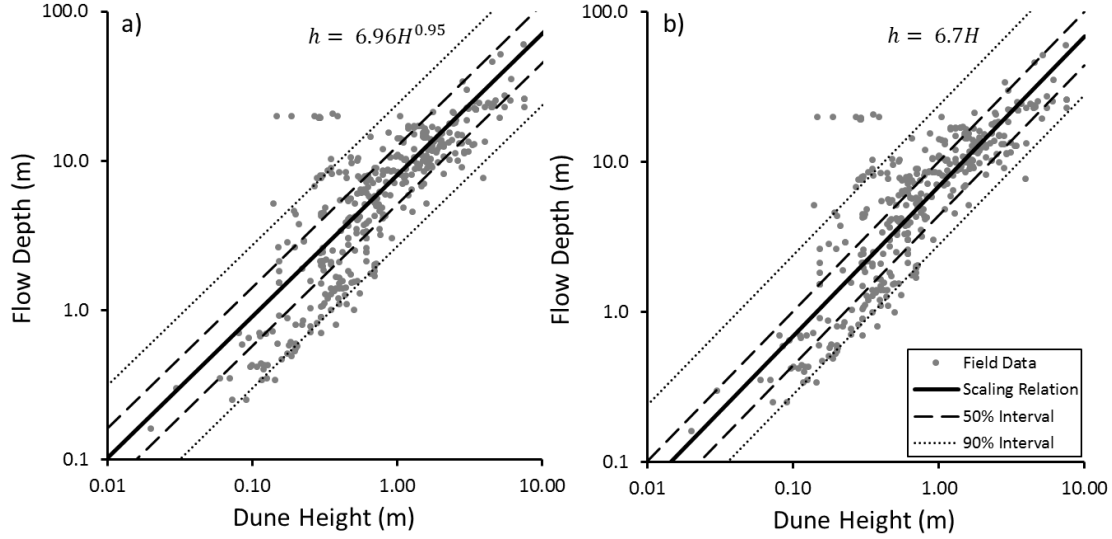 a)
h = 6.96H^0.95
100.0
10.0
1.0
0.1
Flow Depth (m)
0.01
0.10
1.00
10.00
Dune Height (m)
b)
h = 6.7H
100.0
10.0
1.0
0.1
Flow Depth (m)
Field Data
Scaling Relation
50% Interval
90% Interval
0.01
0.10
1.00
10.00
Dune Height (m)